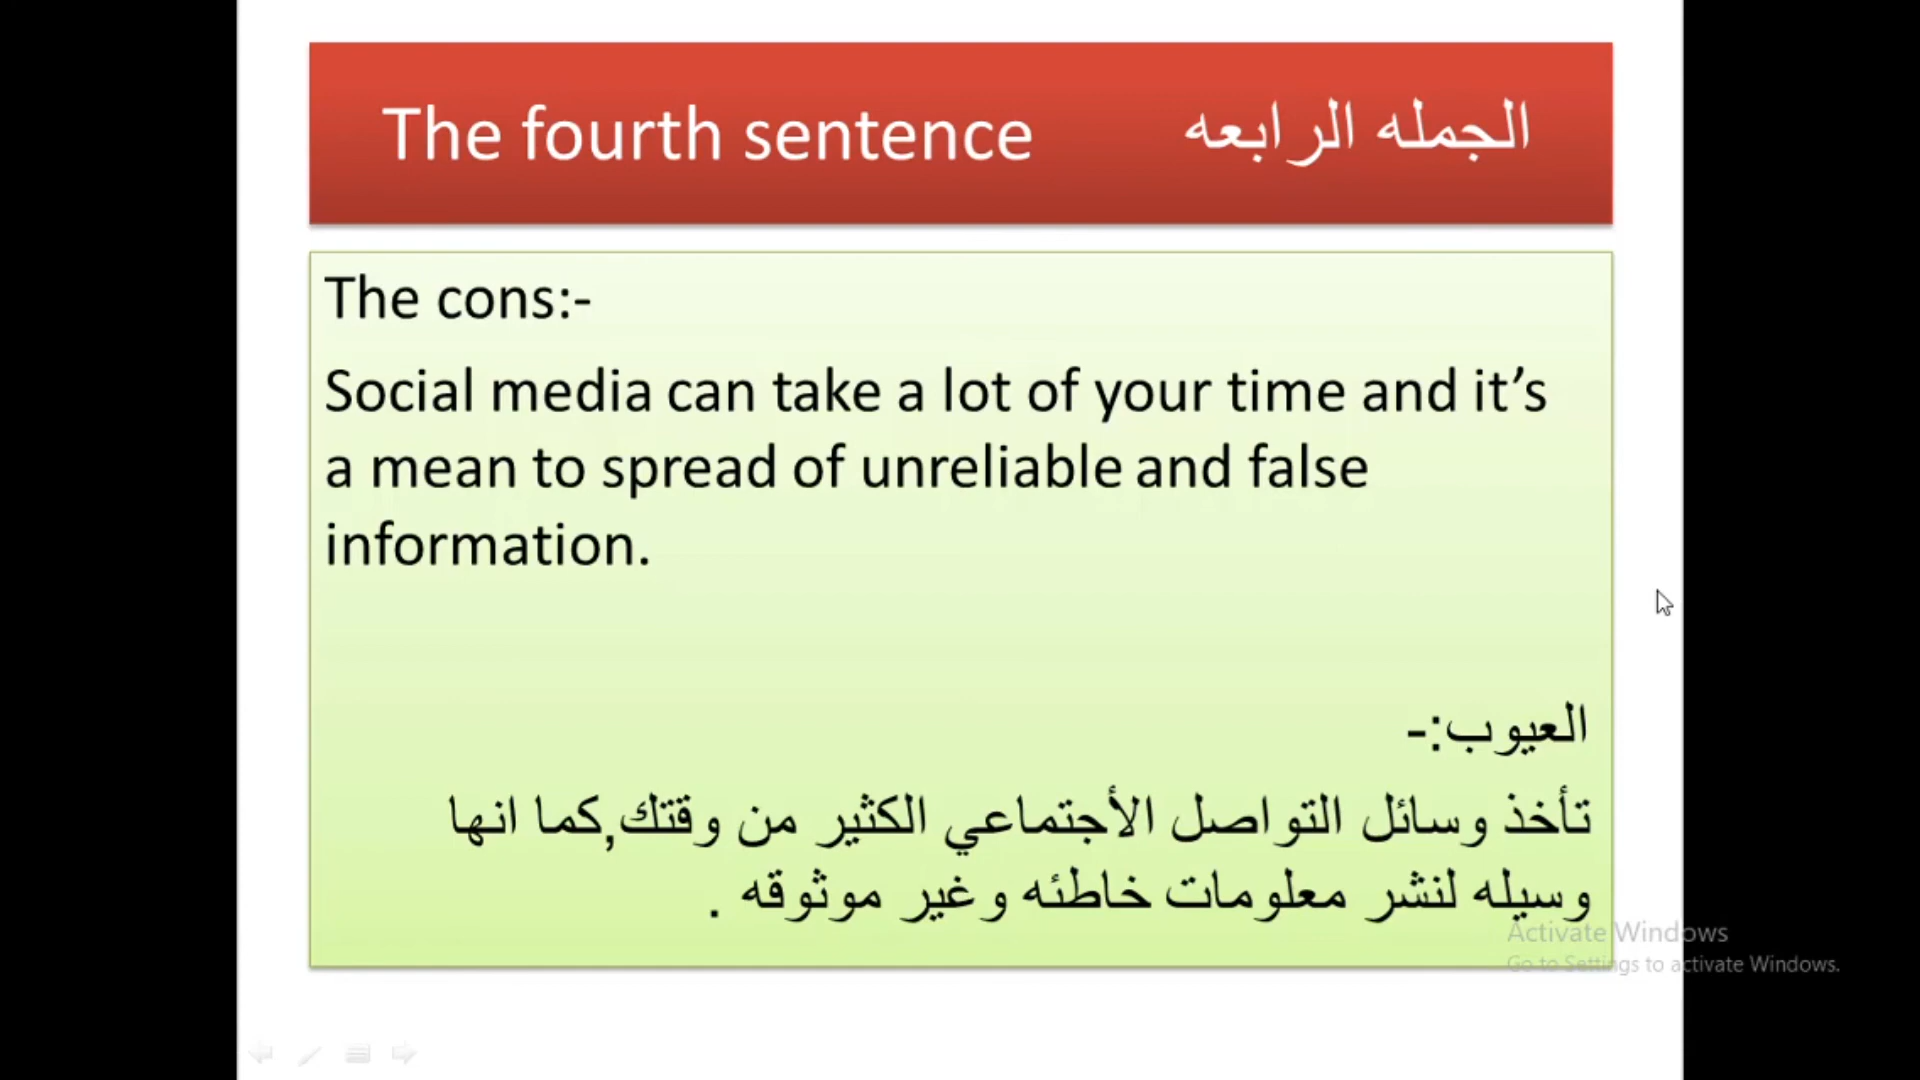 The fourth sentence الجمله الرابعه
The cons:-
Social media can take a lot of your time and it’s
a mean to spread of unreliable and false
information.
العيوب:-
تأخذ وسائل التواصل الأجتماعي الكثير من وقتك,كما انها
وسيله لنشر معلومات خاطئه وغير موثوقه .
Activate Windows
Go to Settings to activate Windows.